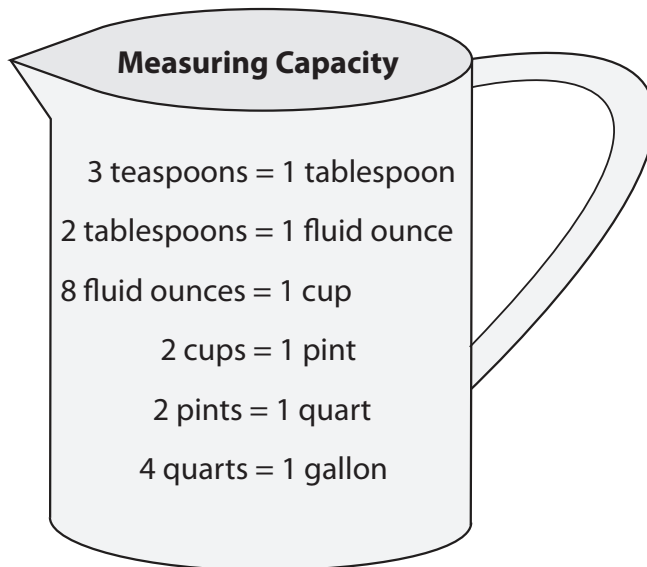 Measuring Capacity
3 teaspoons = 1 tablespoon
2 tablespoons = 1 fluid ounce
8 fluid ounces = 1 cup
2 cups = 1 pint
2 pints = 1 quart
4 quarts = 1 gallon